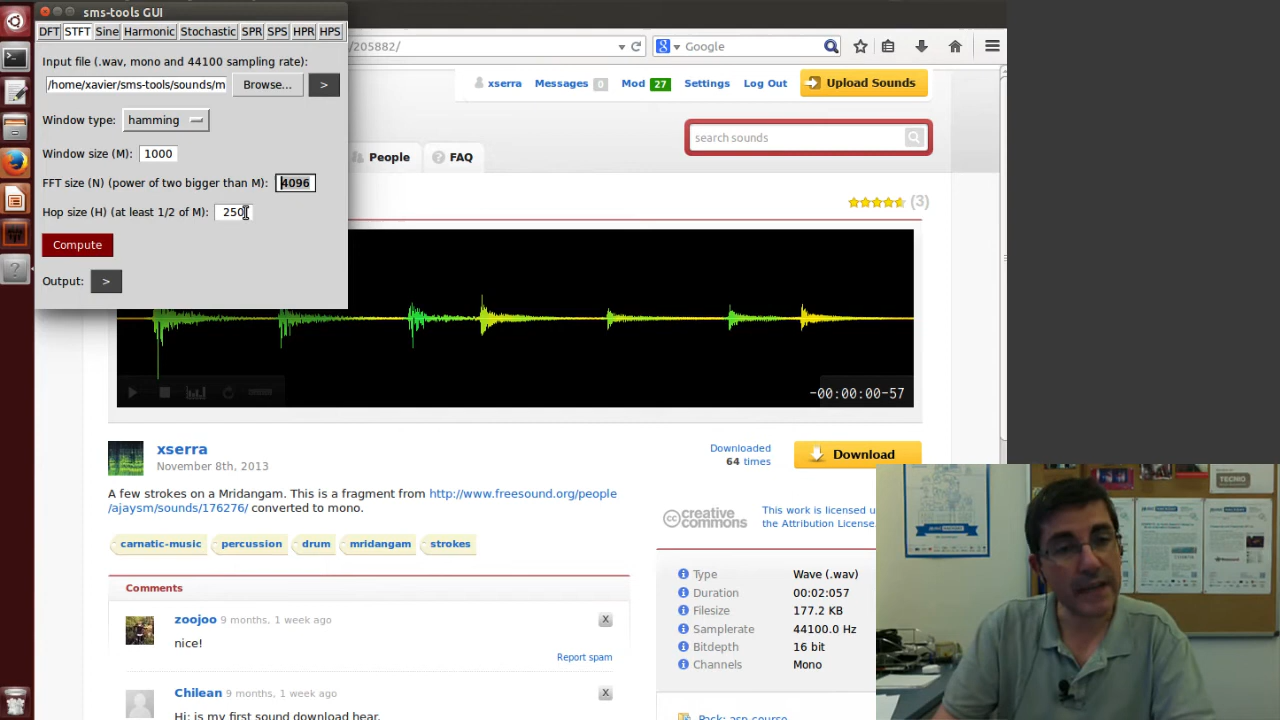 sms-tools GUI
DFT STFT Sine Harmonic Stochastic SPR SPS HPR HPS
Input file (.wav, mono and 44100 sampling rate):
/home/xavier/sms-tools/sounds/m Browse... >
Window type: hamming
Window size (M): 1000
FFT size (N) (power of two bigger than M): 4096
Hop size (H) (at least 1/2 of M): 250
Compute
Output: >
205882/
Google
xserra Messages 0 Mod 27 Settings Log Out Upload Sounds
search sounds
People FAQ
(3)
-00:00:00-57
xserra
November 8th, 2013
Downloaded
64 times
Download
A few strokes on a Mridangam. This is a fragment from http://www.freesound.org/people
/ajaysm/sounds/176276/ converted to mono.
creative
commons
This work is licensed u
the Attribution License.
carnatic-music percussion drum mridangam strokes
Comments
zoojoo 9 months, 1 week ago X
nice!
Report spam
Chilean 9 months, 1 week ago X
Hi; is my first sound download hear.
Type Wave (.wav)
Duration 00:02:057
Filesize 177.2 KB
Samplerate 44100.0 Hz
Bitdepth 16 bit
Channels Mono
Pack: asp course
TECNIO